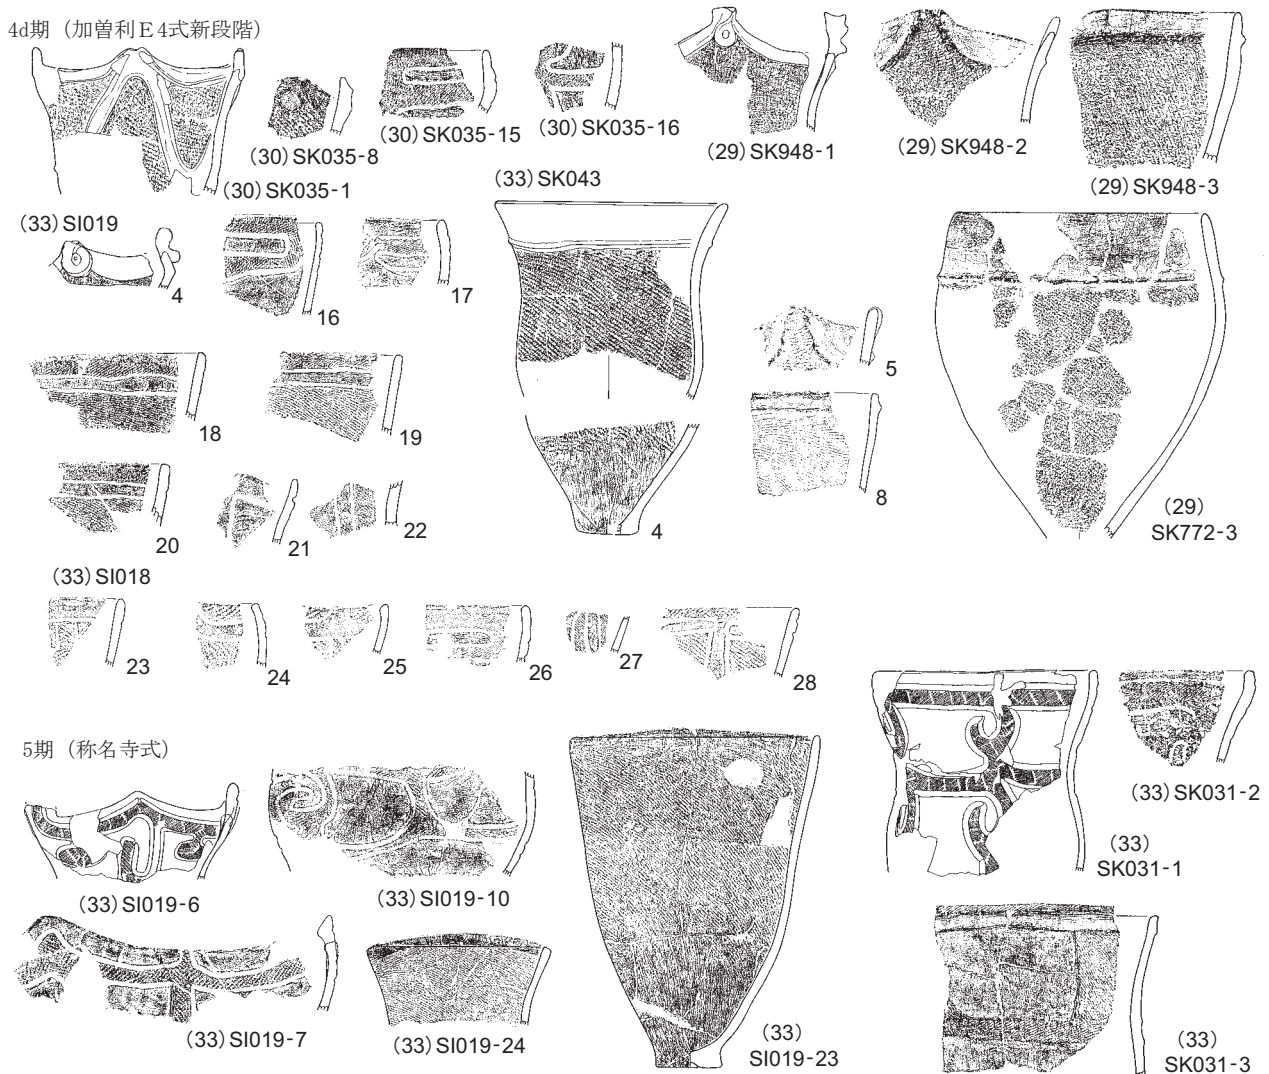 4d期（加曽利E4式新段階）
(30) SK035-8
(30) SK035-1
(30) SK035-15
(30) SK035-16
(29) SK948-1
(29) SK948-2
(29) SK948-3
(33) SI019
4
16
17
18
19
20
21
22
(33) SK043
4
5
8
(29)
SK772-3
(33) SI018
23
24
25
26
27
28
5期（称名寺式）
(33) SI019-6
(33) SI019-10
(33) SI019-7
(33) SI019-24
(33)
SI019-23
(33)
SK031-1
(33) SK031-2
(33)
SK031-3